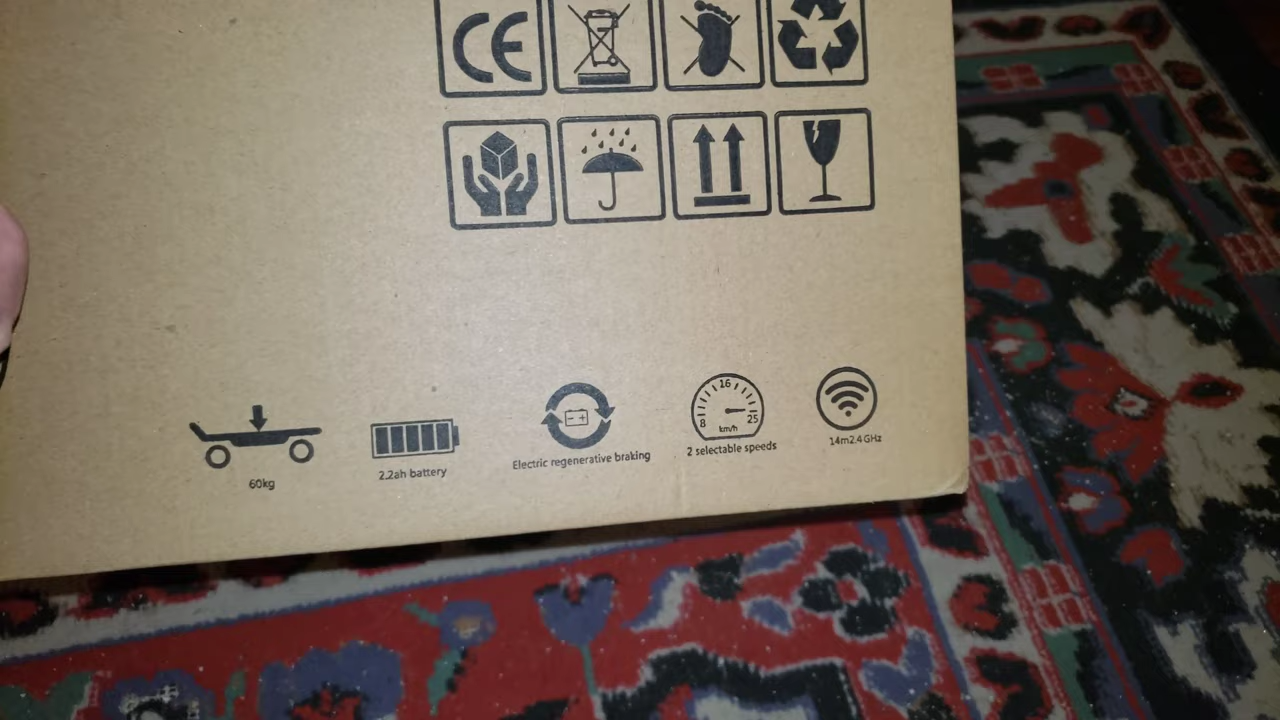 CE
60kg
2.2ah battery
Electric regenerative braking
8 16 25
km/h
2 selectable speeds
14m2.4GHz